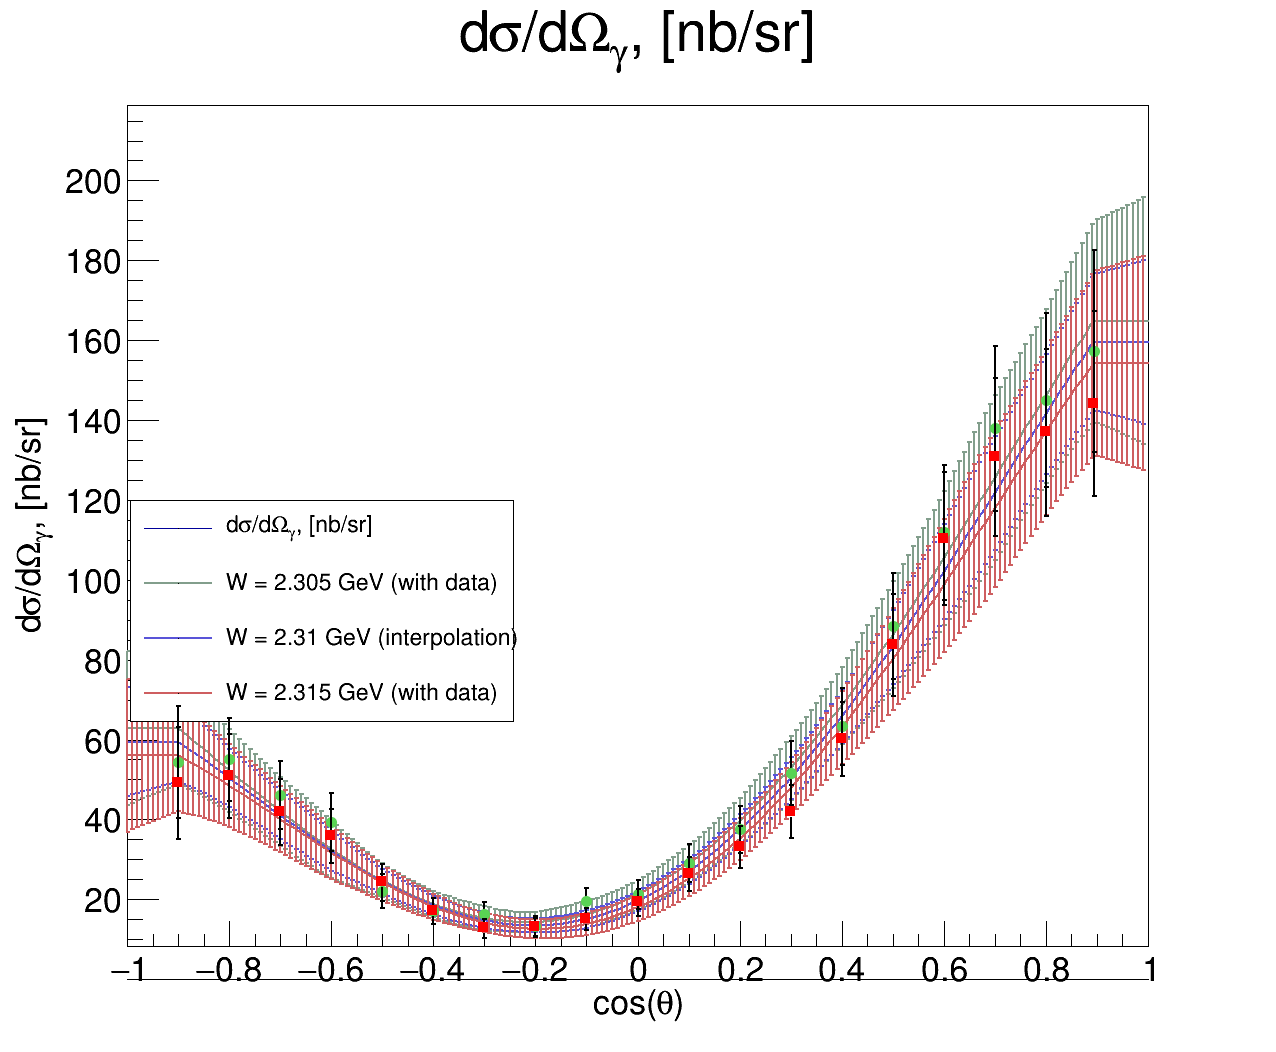 dσ/dΩγ, [nb/sr]
dσ/dΩγ, [nb/sr]
200
180
160
140
120
100
80
60
40
20
dσ/dΩγ, [nb/sr]
W = 2.305 GeV (with data)
W = 2.31 GeV (interpolation)
W = 2.315 GeV (with data)
−1 −0.8 −0.6 −0.4 −0.2 0 0.2 0.4 0.6 0.8 1
cos(θ)